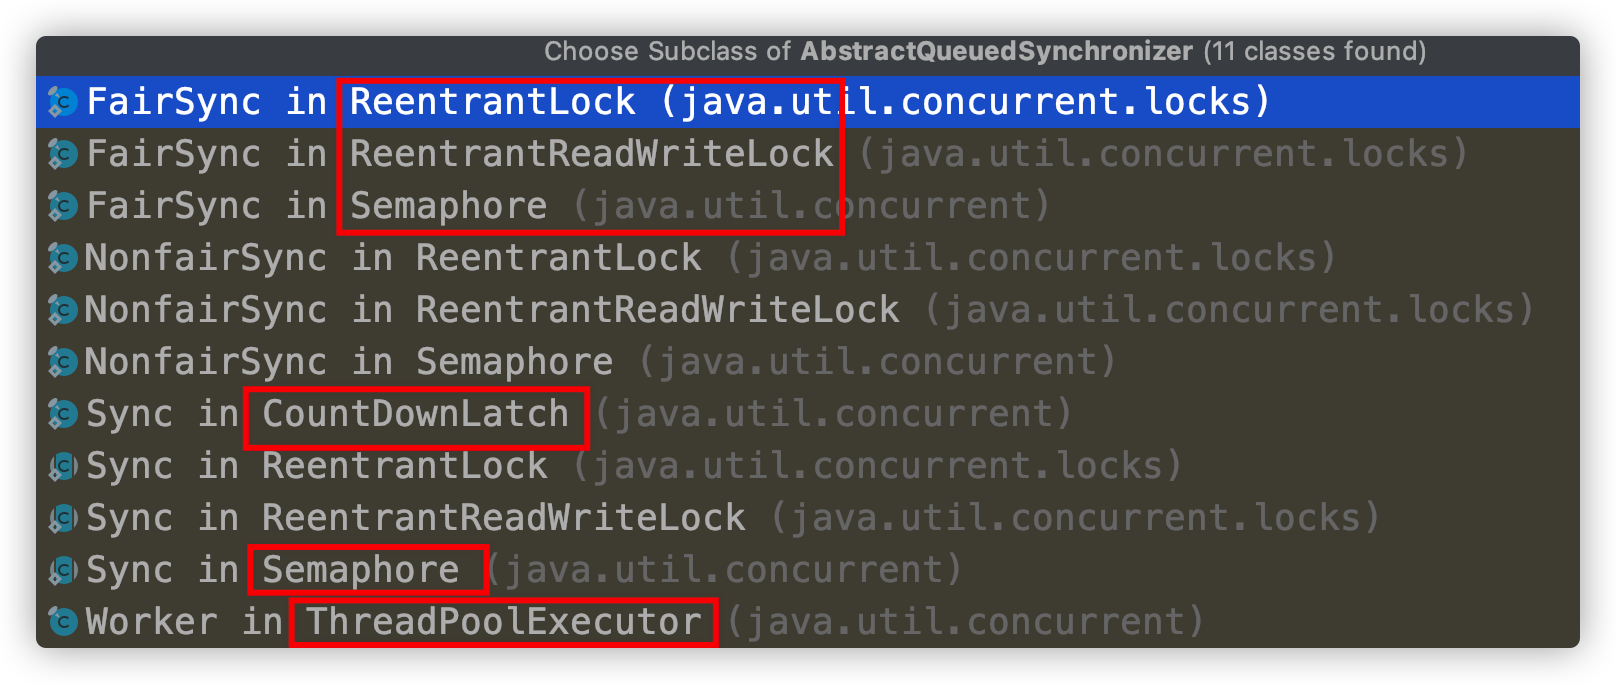 Choose Subclass of AbstractQueuedSynchronizer (11 classes found)
FairSync in ReentrantLock (java.util.concurrent.locks)
FairSync in ReentrantReadWriteLock (java.util.concurrent.locks)
FairSync in Semaphore (java.util.concurrent)
NonfairSync in ReentrantLock (java.util.concurrent.locks)
NonfairSync in ReentrantReadWriteLock (java.util.concurrent.locks)
NonfairSync in Semaphore (java.util.concurrent)
Sync in CountDownLatch (java.util.concurrent)
Sync in ReentrantLock (java.util.concurrent.locks)
Sync in ReentrantReadWriteLock (java.util.concurrent.locks)
Sync in Semaphore (java.util.concurrent)
Worker in ThreadPoolExecutor (java.util.concurrent)